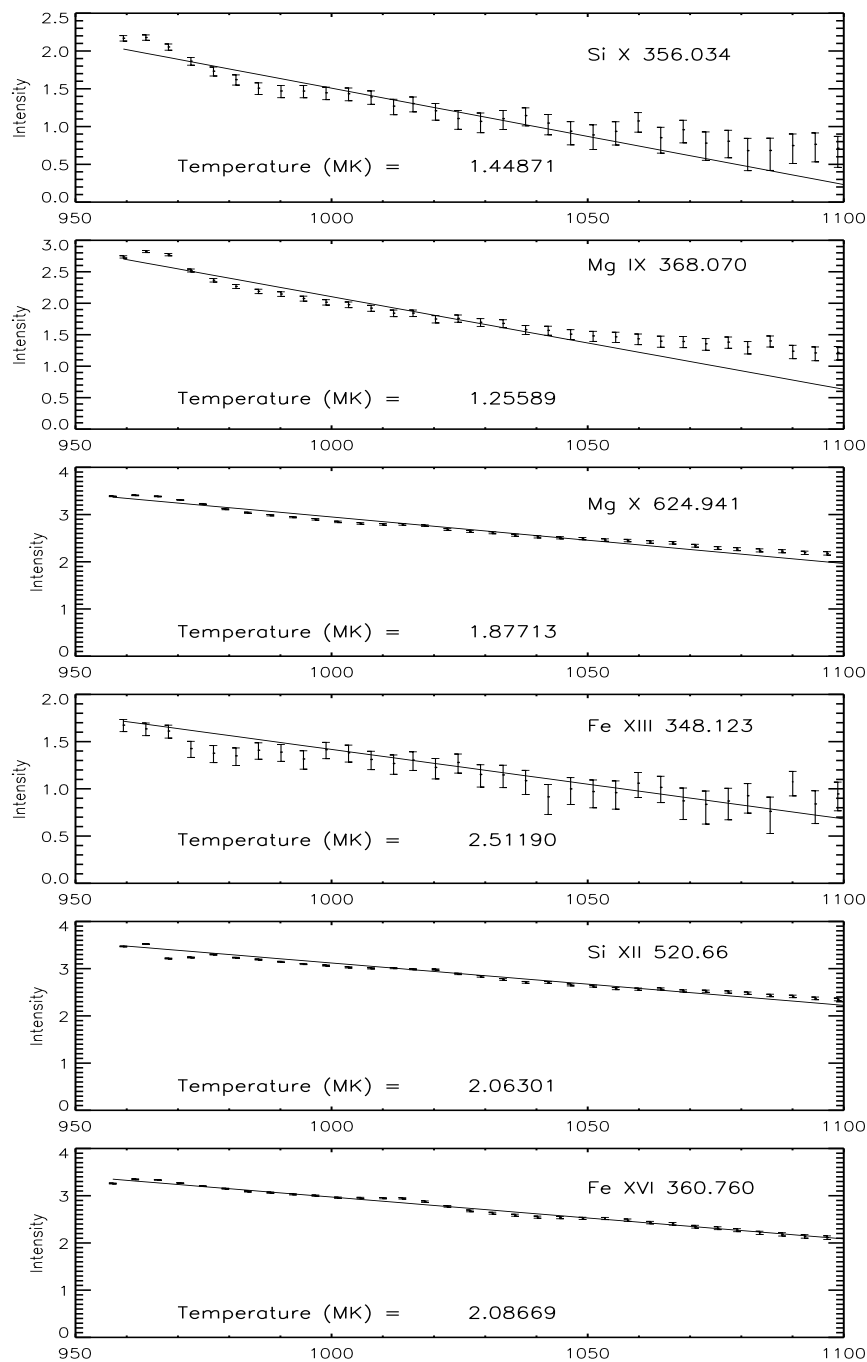 2.5
2.0
1.5
1.0
0.5
0.0
Intensity
Si X 356.034
Temperature (MK) = 1.44871
950 1000 1050 1100
3.0
2.5
2.0
1.5
1.0
0.5
0.0
Intensity
Mg IX 368.070
Temperature (MK) = 1.25589
950 1000 1050 1100
4
3
2
1
0
Intensity
Mg X 624.941
Temperature (MK) = 1.87713
950 1000 1050 1100
2.0
1.5
1.0
0.5
0.0
Intensity
Fe XIII 348.123
Temperature (MK) = 2.51190
950 1000 1050 1100
4
3
2
1
0
Intensity
Si XII 520.66
Temperature (MK) = 2.06301
950 1000 1050 1100
4
3
2
1
0
Intensity
Fe XVI 360.760
Temperature (MK) = 2.08669
950 1000 1050 1100